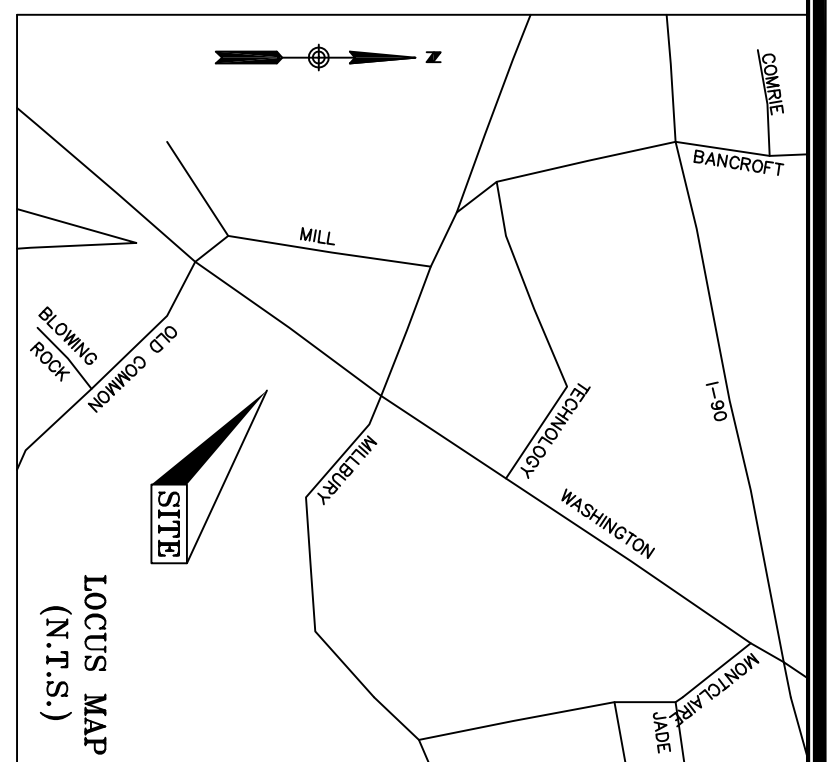 N
COMRIE
BANCROFT
MILL
I-90
BLOWING
ROCK
OLD COMMON
TECHNOLOGY
MILLBURY
WASHINGTON
SITE
MONTCLAIRE
JADE
LOCUS MAP
(N.T.S.)